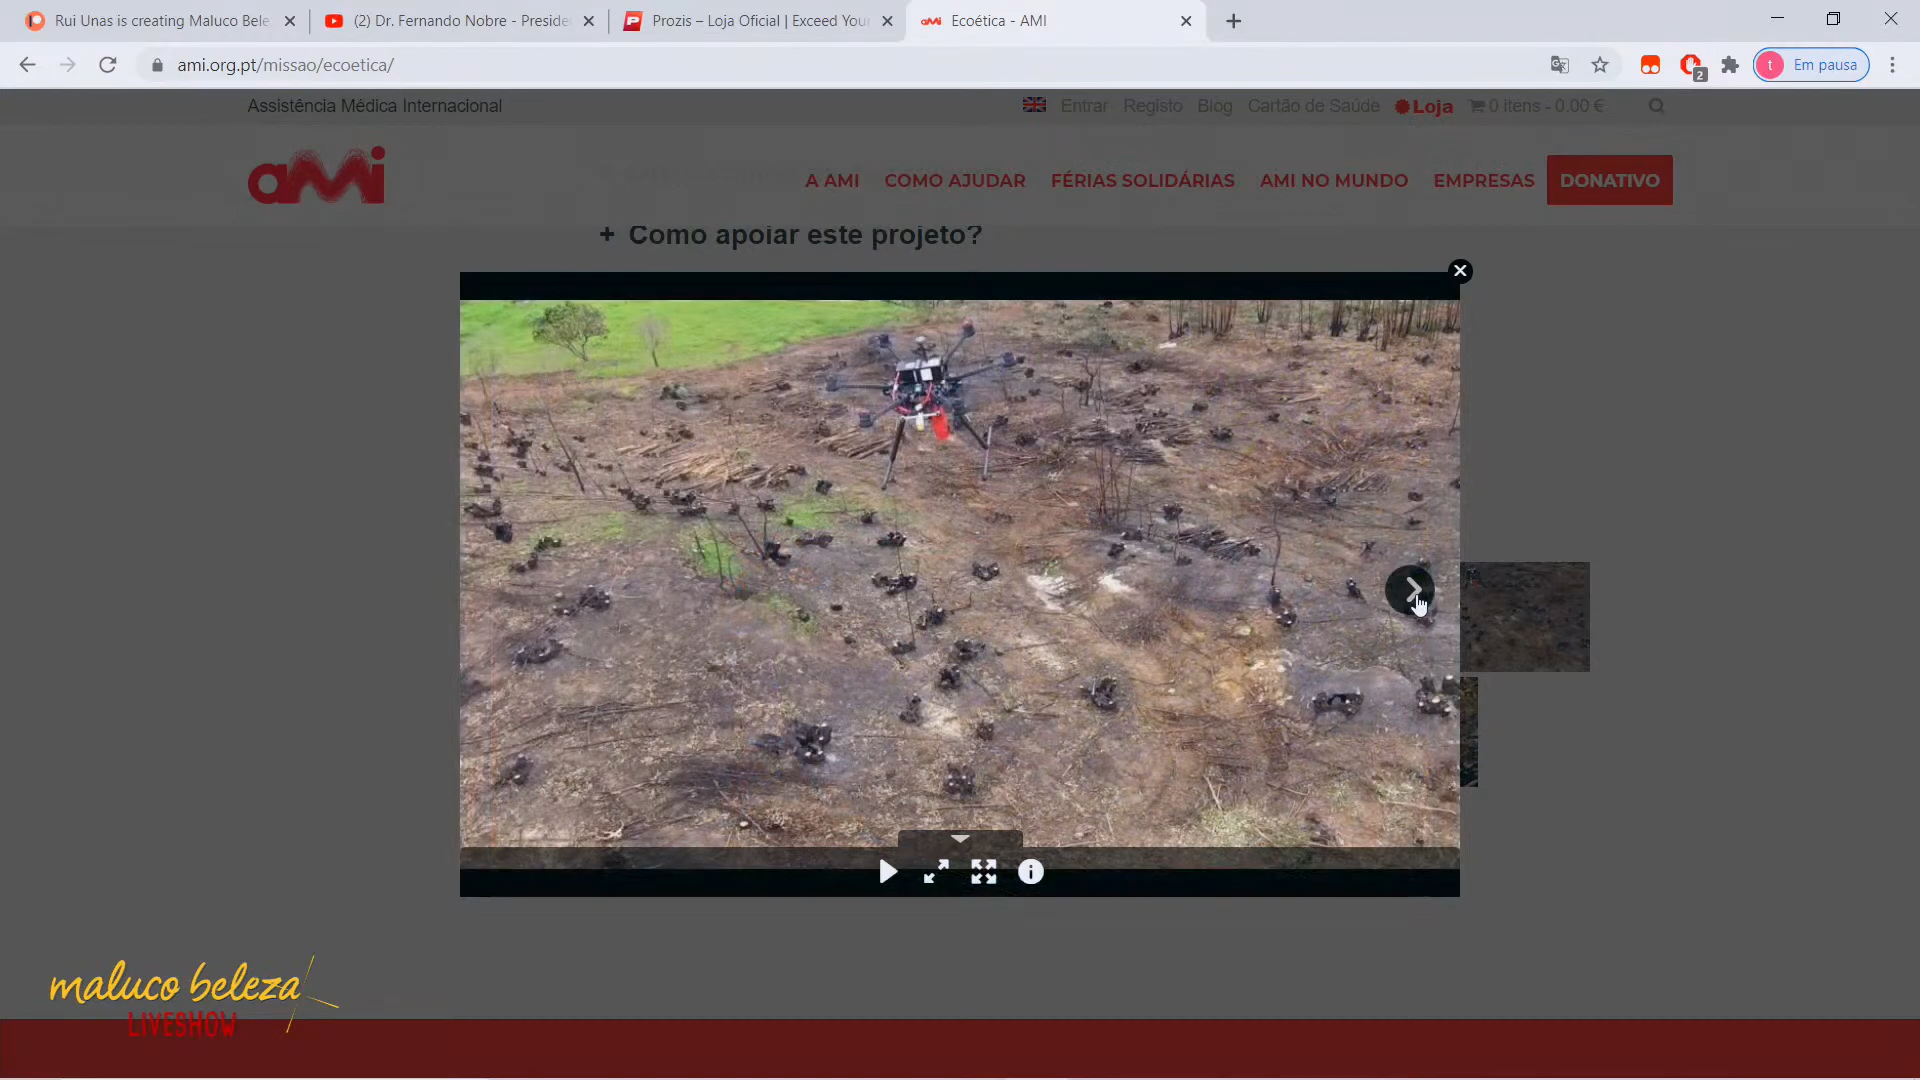 Rui Unas is creating Maluco Bele
(2) Dr. Fernando Nobre - Preside
Prozis – Loja Oficial | Exceed You
Ecoética - AMI
ami.org.pt/missao/ecoetica/
2
t
Em pausa
Assistência Médica Internacional
Entrar
Registo
Blog
Cartão de Saúde
Loja
0 itens - 0.00 €
aMi
A AMI
COMO AJUDAR
FÉRIAS SOLIDÁRIAS
AMI NO MUNDO
EMPRESAS
DONATIVO
+ Como apoiar este projeto?
maluco beleza
LIVESHOW